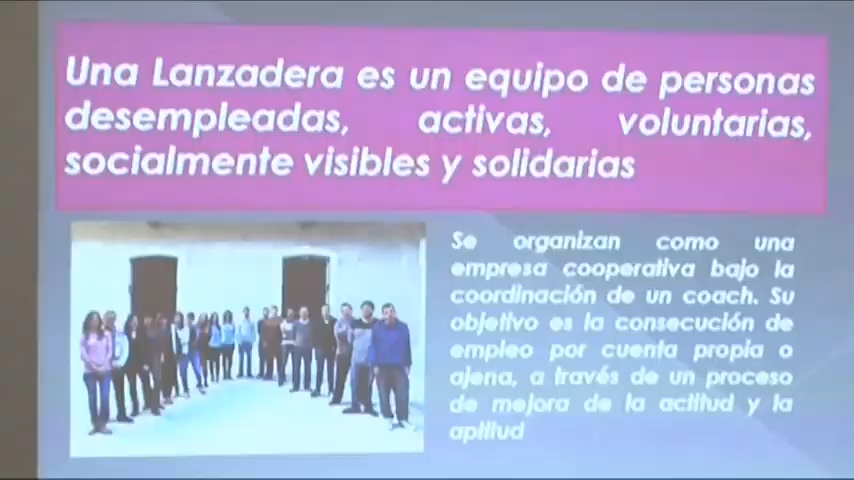 Una Lanzadera es un equipo de personas
desempleadas, activas, voluntarias,
socialmente visibles y solidarias
Se organizan como una
empresa cooperativa bajo la
coordinación de un coach. Su
objetivo es la consecución de
empleo por cuenta propia o
ajena, a través de un proceso
de mejora de la actitud y la
aptitud